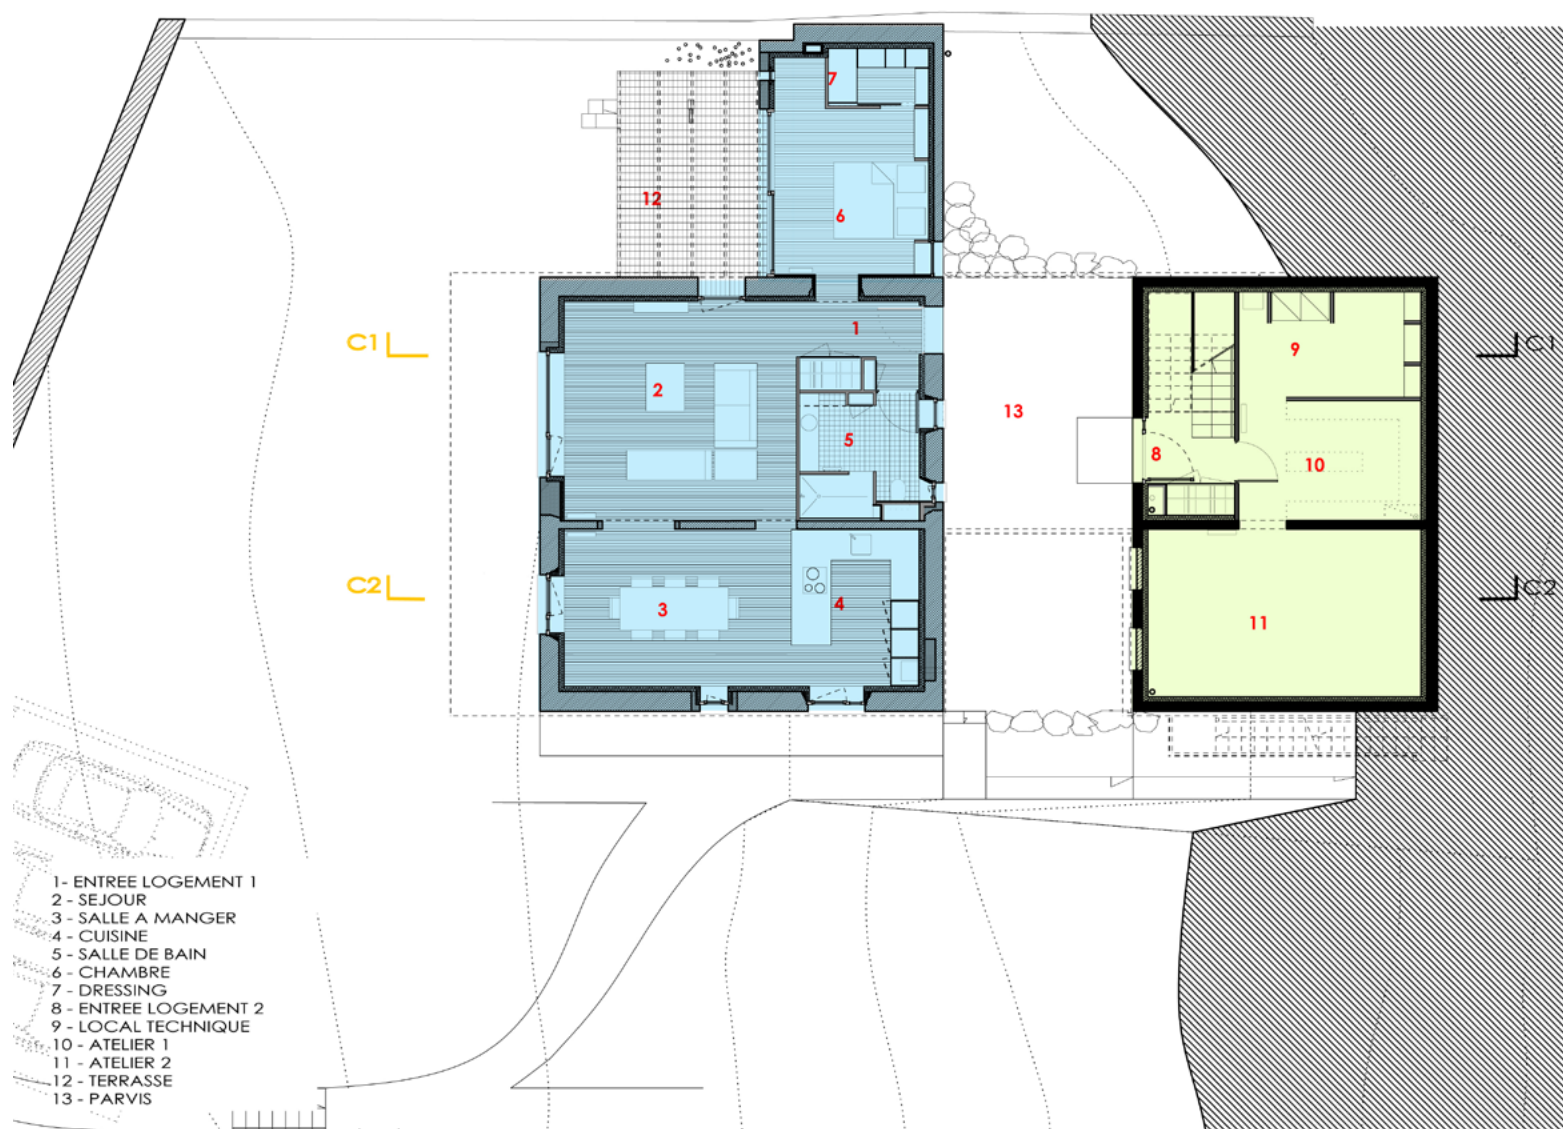 7
12
6
1
C1
C1
2
9
13
5
8
10
C2
C2
3
4
11
1- ENTREE LOGEMENT 1
2 - SEJOUR
3 - SALLE A MANGER
4 - CUISINE
5 - SALLE DE BAIN
6 - CHAMBRE
7 - DRESSING
8 - ENTREE LOGEMENT 2
9 - LOCAL TECHNIQUE
10 - ATELIER 1
11 - ATELIER 2
12 - TERRASSE
13 - PARVIS